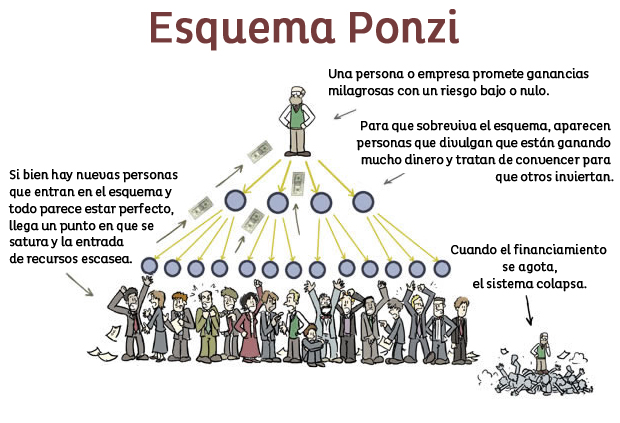 Esquema Ponzi
Una persona o empresa promete ganancias
milagrosas con un riesgo bajo o nulo.
Para que sobreviva el esquema, aparecen
personas que divulgan que están ganando
mucho dinero y tratan de convencer para
que otros inviertan.
Si bien hay nuevas personas
que entran en el esquema y
todo parece estar perfecto,
llega un punto en que se
satura y la entrada
de recursos escasea.
Cuando el financiamiento
se agota,
el sistema colapsa.